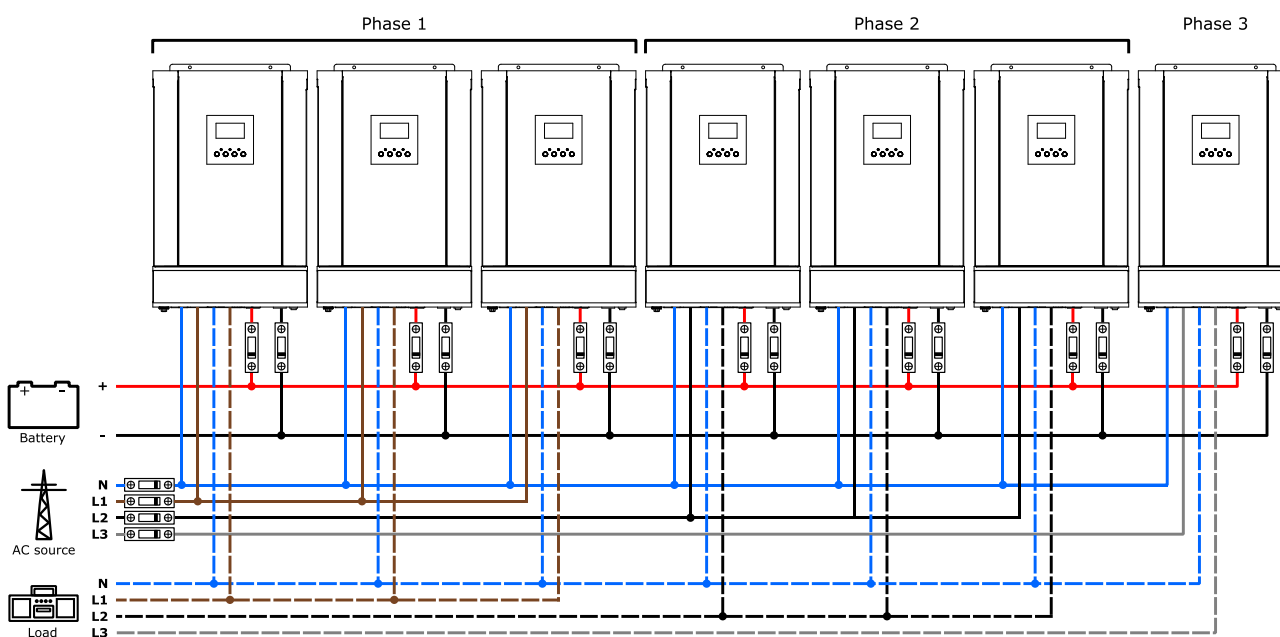 Phase 1
Phase 2
Phase 3
+ -
+
Battery
-
N
L1
L2
L3
AC source
N
L1
L2
L3
Load